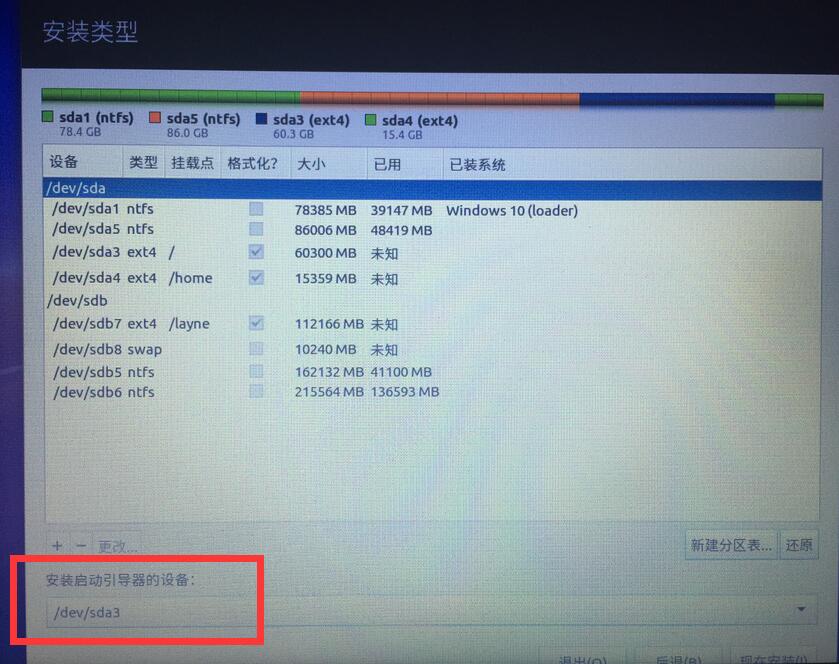 安装类型
sda1 (ntfs) sda5 (ntfs) sda3 (ext4) sda4 (ext4)
78.4 GB 86.0 GB 60.3 GB 15.4 GB
设备 类型 挂载点 格式化? 大小 已用 已装系统
/dev/sda
/dev/sda1 ntfs 78385 MB 39147 MB Windows 10 (loader)
/dev/sda5 ntfs 86006 MB 48419 MB
/dev/sda3 ext4 / 60300 MB 未知
/dev/sda4 ext4 /home 15359 MB 未知
/dev/sdb
/dev/sdb7 ext4 /layne 112166 MB 未知
/dev/sdb8 swap 10240 MB 未知
/dev/sdb5 ntfs 162132 MB 41100 MB
/dev/sdb6 ntfs 215564 MB 136593 MB
+ − 更改... 新建分区表... 还原
安装启动引导器的设备:
/dev/sda3
退出(Q) 后退(B) 现在安装(I)